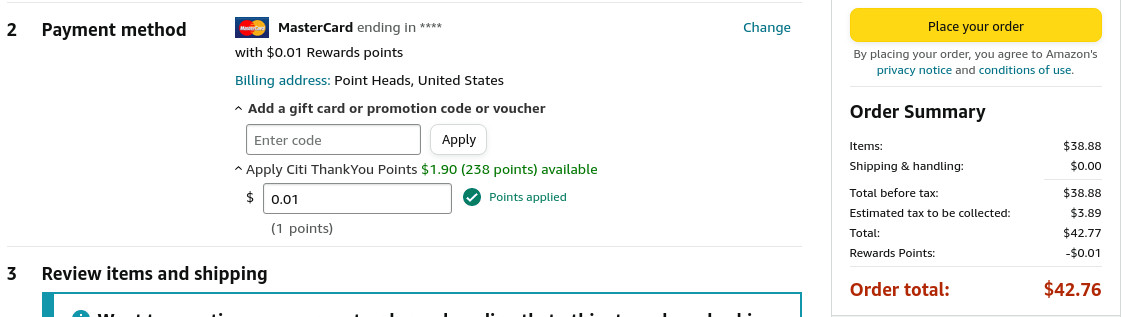 2 Payment method
MasterCard MasterCard ending in ****
Change
with $0.01 Rewards points
Billing address: Point Heads, United States
Add a gift card or promotion code or voucher
Enter code
Apply
Apply Citi ThankYou Points $1.90 (238 points) available
$ 0.01 Points applied
(1 points)
3 Review items and shipping
Place your order
By placing your order, you agree to Amazon's
privacy notice and conditions of use.
Order Summary
Items: $38.88
Shipping & handling: $0.00
Total before tax: $38.88
Estimated tax to be collected: $3.89
Total: $42.77
Rewards Points: -$0.01
Order total: $42.76